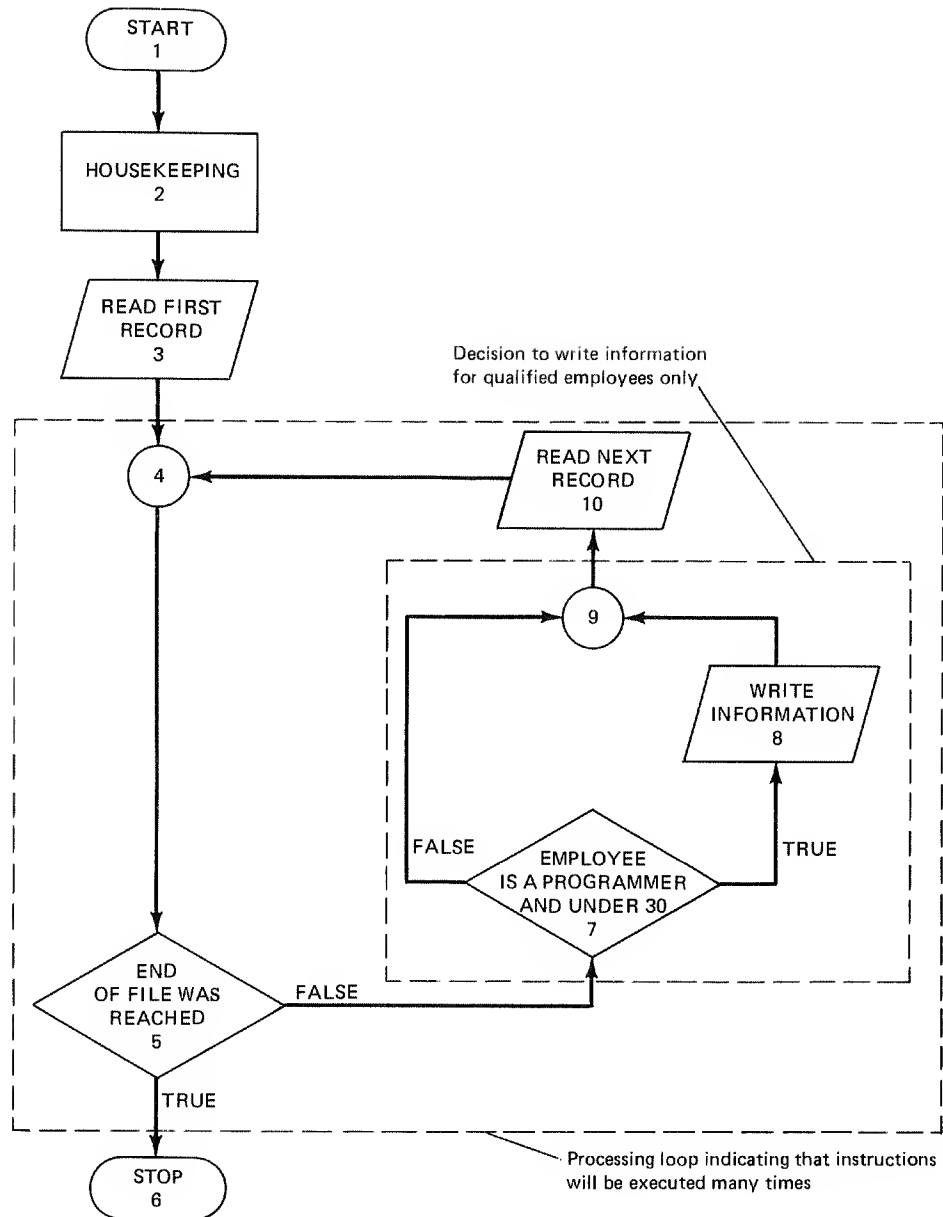 START
1
HOUSEKEEPING
2
READ FIRST
RECORD
3
Decision to write information
for qualified employees only
4
READ NEXT
RECORD
10
9
WRITE
INFORMATION
8
FALSE
EMPLOYEE
IS A PROGRAMMER
AND UNDER 30
7
TRUE
END
OF FILE WAS
REACHED
5
FALSE
TRUE
STOP
6
Processing loop indicating that instructions
will be executed many times